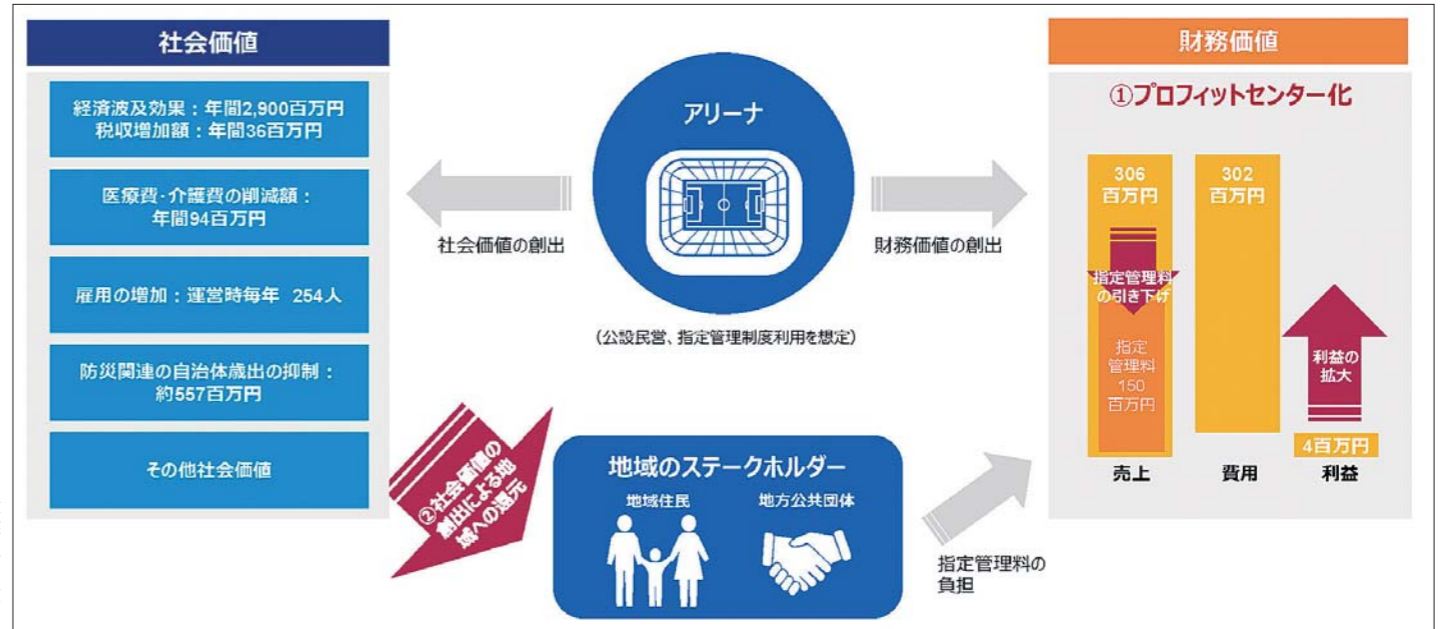 社会価値
経済波及効果：年間2,900百万円
税収増加額：年間36百万円
医療費・介護費の削減額：
年間94百万円
雇用の増加：運営時毎年 254人
防災関連の自治体歳出の抑制：
約557百万円
その他社会価値
社会価値の創出
アリーナ
（公設民営、指定管理制度利用を想定）
財務価値の創出
②社会価値の
創出による地
域への還元
地域のステークホルダー
地域住民
地方公共団体
指定管理料の
負担
財務価値
①プロフィットセンター化
306
百万円
指定管理料
の引き下げ
指定
管理料
150
百万円
売上
302
百万円
費用
利益の
拡大
4百万円
利益